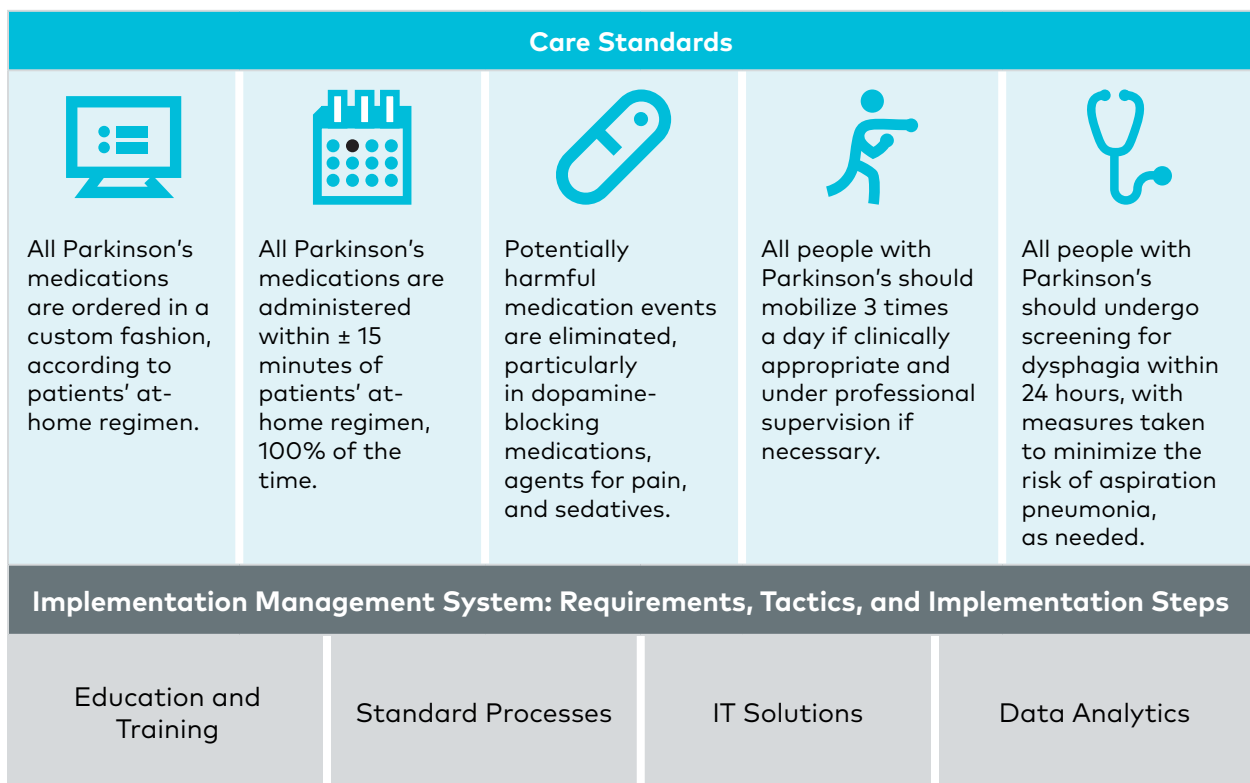 Care Standards
All Parkinson's
medications
are ordered in a
custom fashion,
according to
patients' at-
home regimen.
All Parkinson's
medications are
administered
within ± 15
minutes of
patients' at-
home regimen,
100% of the
time.
Potentially
harmful
medication events
are eliminated,
particularly
in dopamine-
blocking
medications,
agents for pain,
and sedatives.
All people with
Parkinson's should
mobilize 3 times
a day if clinically
appropriate and
under professional
supervision if
necessary.
All people with
Parkinson's
should undergo
screening for
dysphagia within
24 hours, with
measures taken
to minimize the
risk of aspiration
pneumonia,
as needed.
Implementation Management System: Requirements, Tactics, and Implementation Steps
Education and
Training
Standard Processes
IT Solutions
Data Analytics